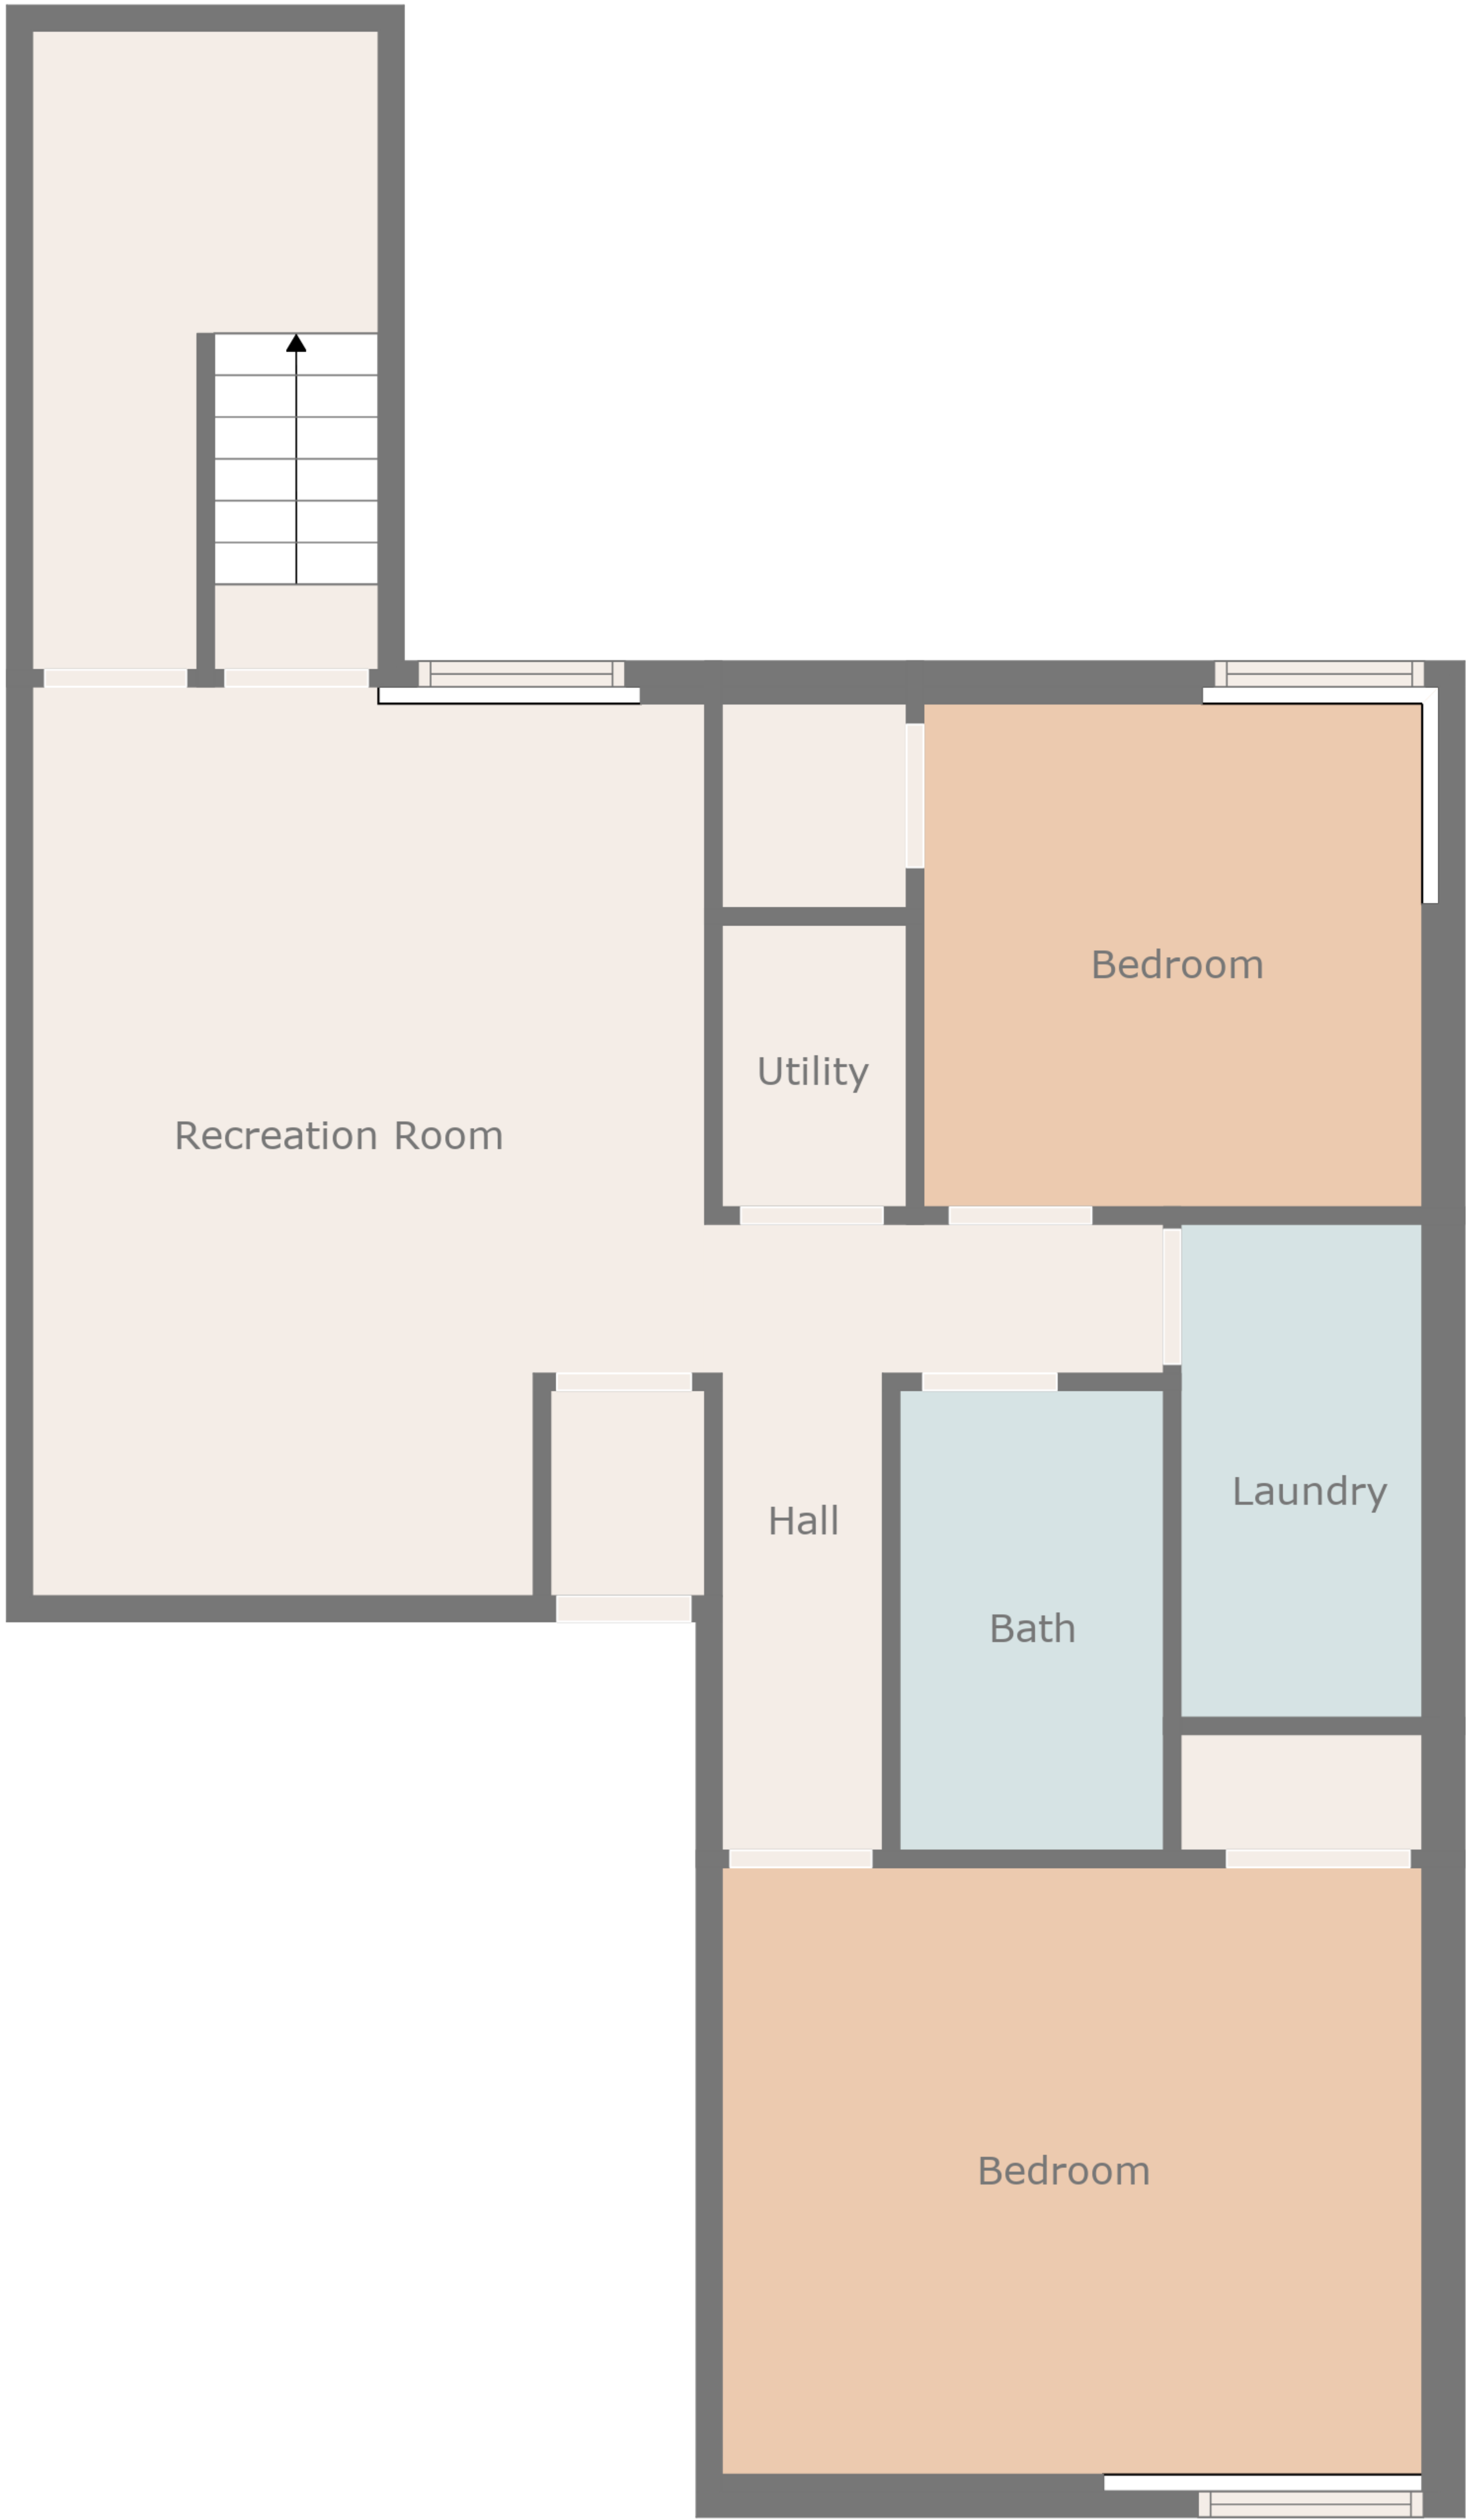 Bedroom
Utility
Recreation Room
Laundry
Hall
Bath
Bedroom